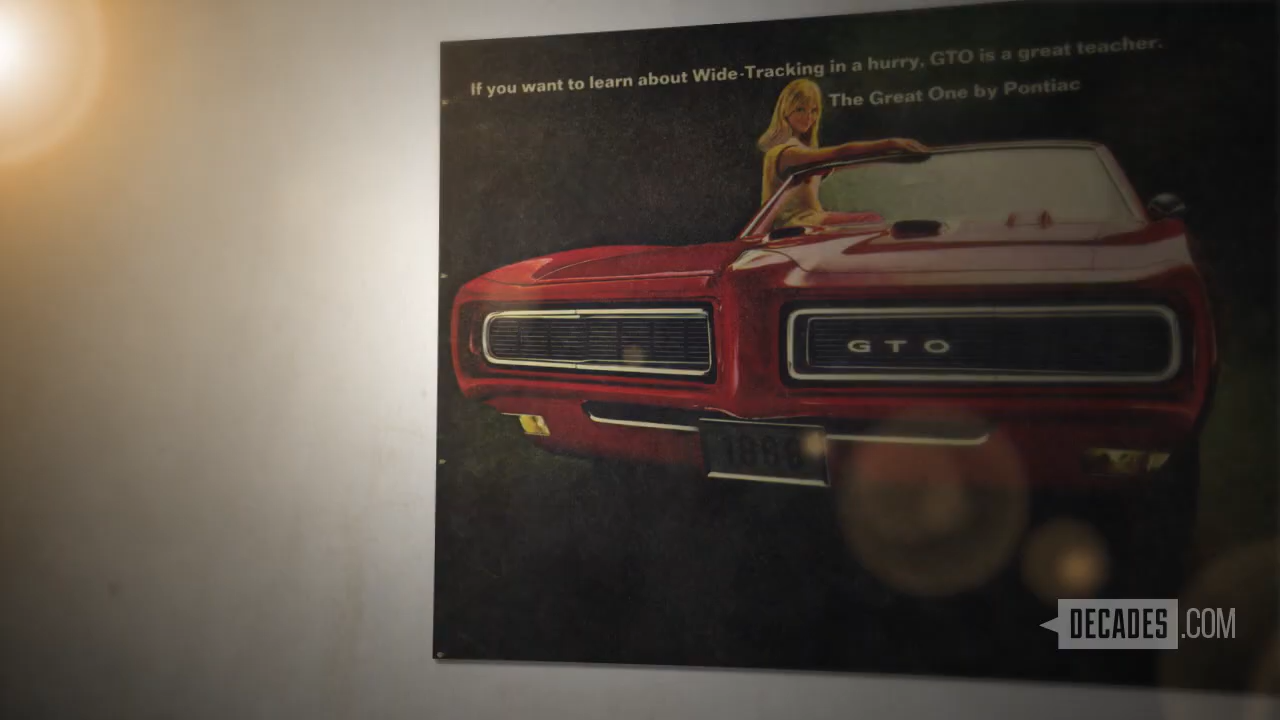 If you want to learn about Wide-Tracking in a hurry, GTO is a great teacher.
The Great One by Pontiac
GTO
1968
DECADES.COM